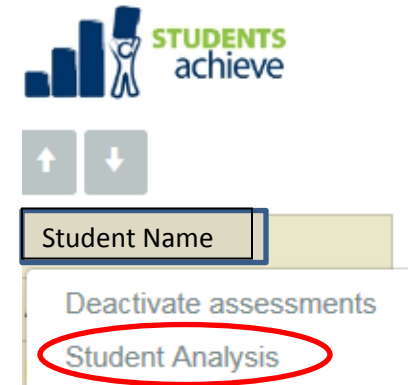 STUDENTS
achieve
Student Name
Deactivate assessments
Student Analysis